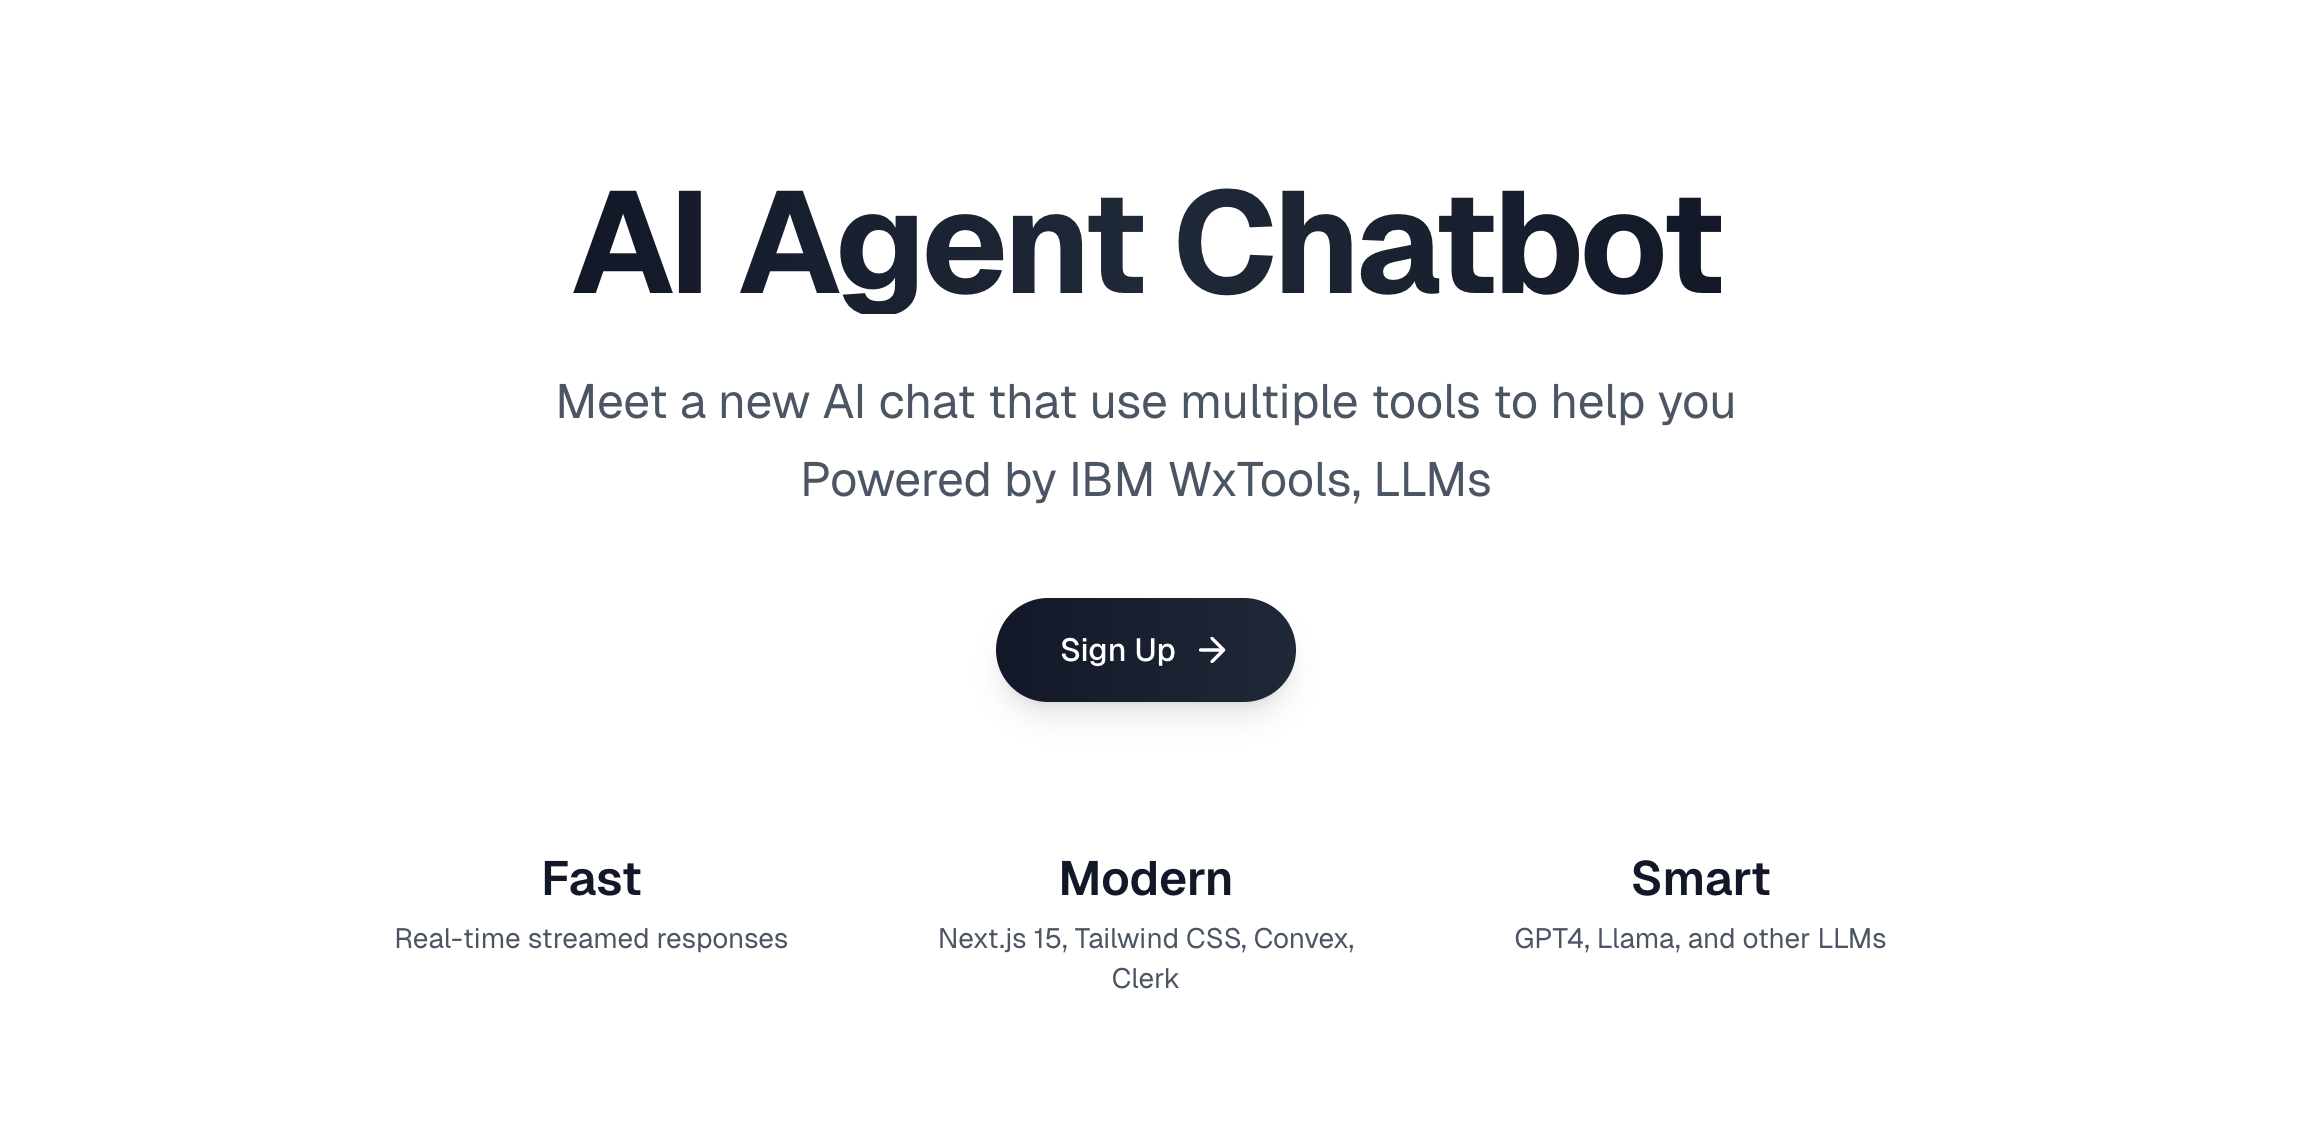 AI Agent Chatbot
Meet a new AI chat that use multiple tools to help you
Powered by IBM WxTools, LLMs
Sign Up
Fast
Real-time streamed responses
Modern
Next.js 15, Tailwind CSS, Convex,
Clerk
Smart
GPT4, Llama, and other LLMs